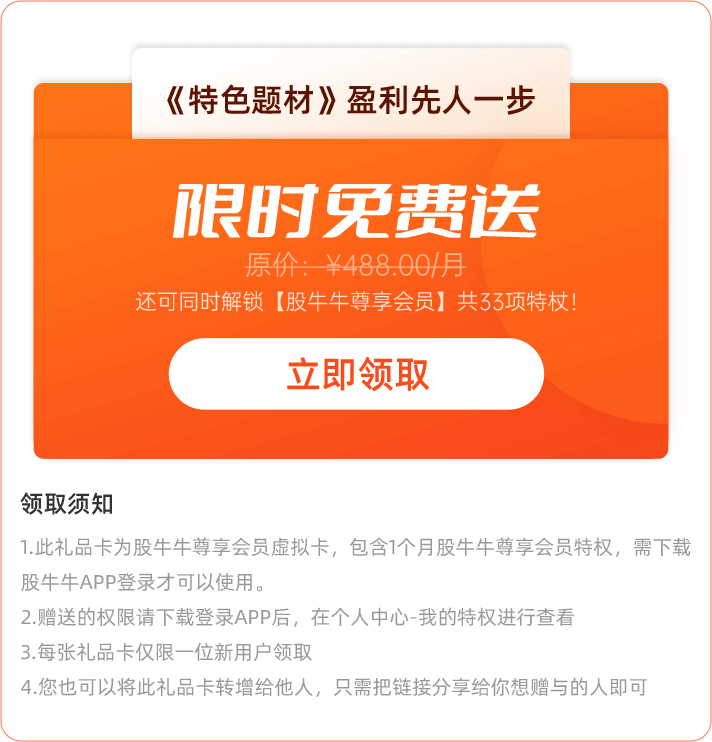 《特色题材》盈利先人一步
限时免费送
原价：¥488.00/月
还可同时解锁【股牛牛尊享会员】共33项特杖！
立即领取
领取须知
1.此礼品卡为股牛牛尊享会员虚拟卡，包含1个月股牛牛尊享会员特权，需下载
股牛牛APP登录才可以使用。
2.赠送的权限请下载登录APP后，在个人中心-我的特权进行查看
3.每张礼品卡仅限一位新用户领取
4.您也可以将此礼品卡转增给他人，只需把链接分享给你想赠与的人即可